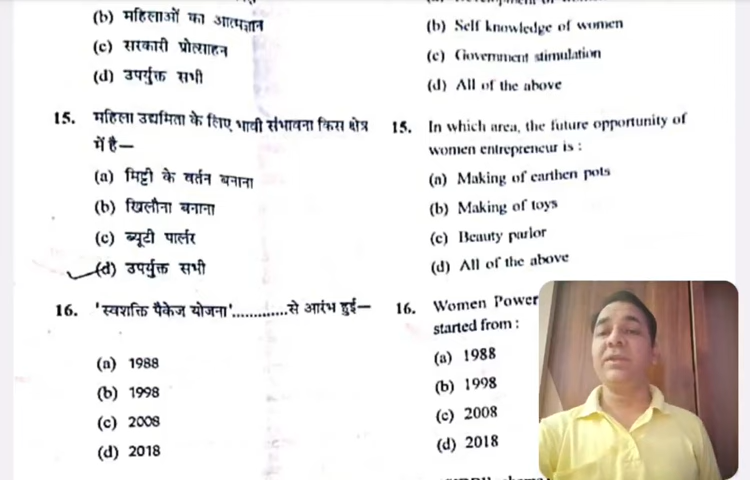 (b) महिलाओं का आत्मज्ञान
(c) सरकारी प्रोत्साहन
(d) उपर्युक्त सभी
15. महिला उद्यमिता के लिए भावी संभावना किस क्षेत्र
में है—
(a) मिट्टी के बर्तन बनाना
(b) खिलौना बनाना
(c) ब्यूटी पार्लर
(d) उपर्युक्त सभी
16. 'स्वशक्ति पैकेज योजना'.............से आरंभ हुई—
(a) 1988
(b) 1998
(c) 2008
(d) 2018
(b) Self knowledge of women
(c) Government stimulation
(d) All of the above
15. In which area, the future opportunity of
women entrepreneur is :
(a) Making of earthen pots
(b) Making of toys
(c) Beauty parlor
(d) All of the above
16. Women Power
started from :
(a) 1988
(b) 1998
(c) 2008
(d) 2018